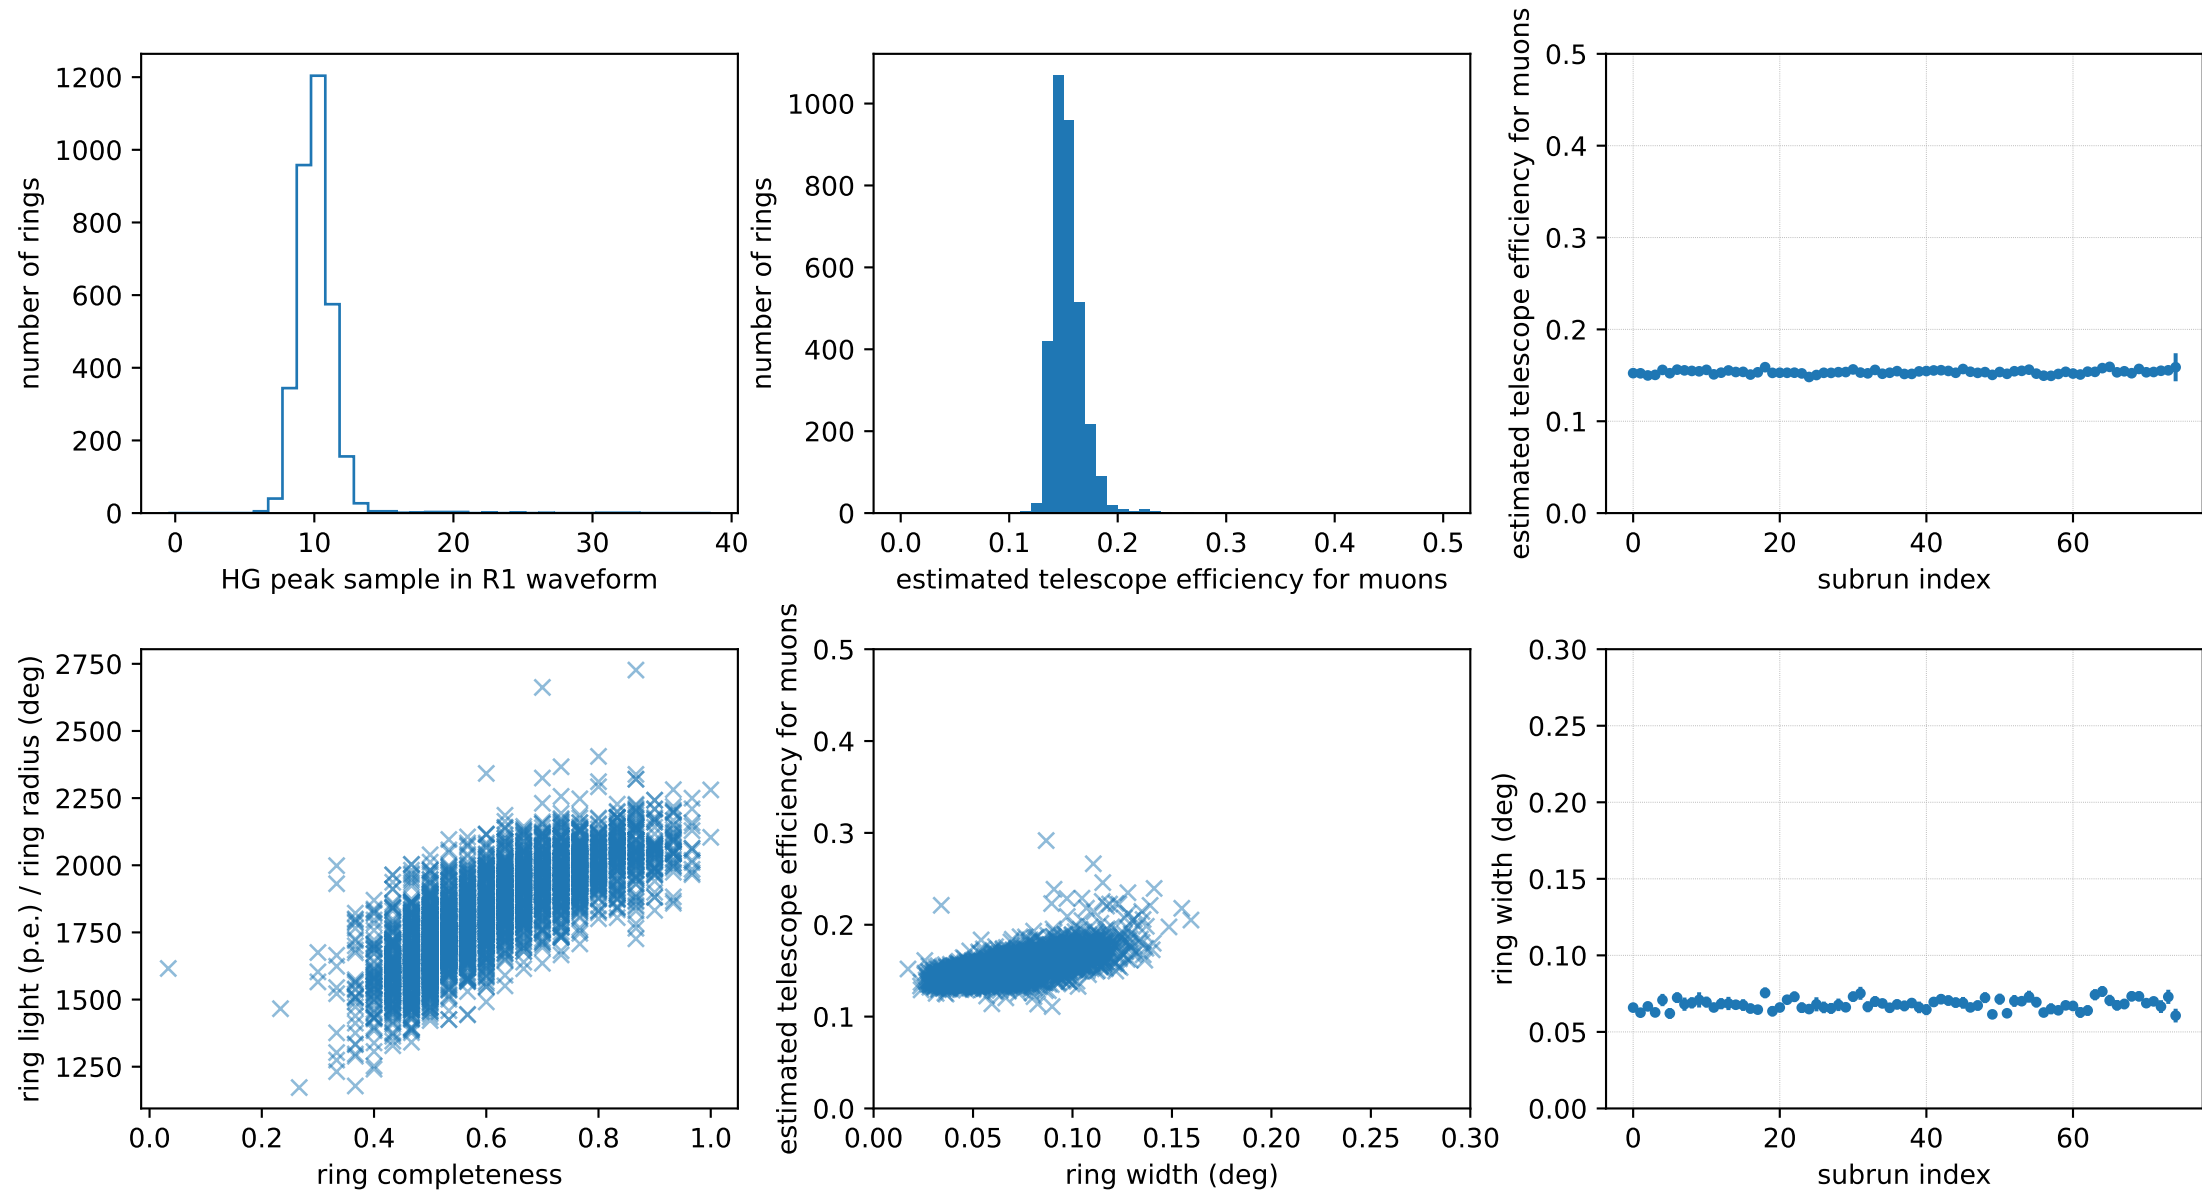 1200
1000
800
600
400
200
0
number of rings
0 10 20 30 40
HG peak sample in R1 waveform
1000
800
600
400
200
0
number of rings
0.0 0.1 0.2 0.3 0.4 0.5
estimated telescope efficiency for muons
0.5
0.4
0.3
0.2
0.1
0.0
estimated telescope efficiency for muons
0 20 40 60
subrun index
2750
2500
2250
2000
1750
1500
1250
ring light (p.e.) / ring radius (deg)
0.0 0.2 0.4 0.6 0.8 1.0
ring completeness
0.5
0.4
0.3
0.2
0.1
0.0
estimated telescope efficiency for muons
0.00 0.05 0.10 0.15 0.20 0.25 0.30
ring width (deg)
0.30
0.25
0.20
0.15
0.10
0.05
0.00
ring width (deg)
0 20 40 60
subrun index